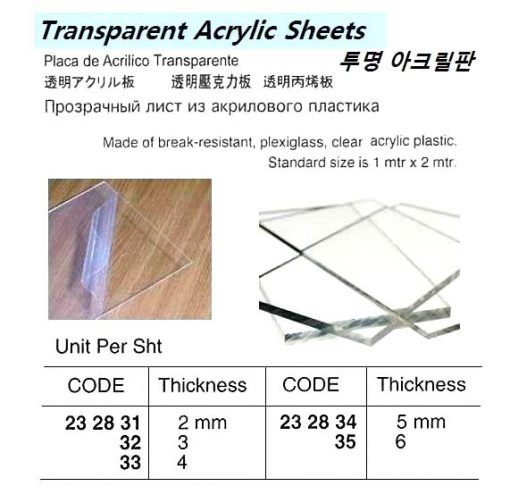 Transparent Acrylic Sheets
Placa de Acrilico Transparente 투명 아크릴판
透明アクリル板 透明壓克力板 透明丙烯板
Прозрачный лист из акрилового пластика
Made of break-resistant, plexiglass, clear acrylic plastic.
Standard size is 1 mtr x 2 mtr.
Unit Per Sht
CODE Thickness CODE Thickness
23 28 31 2 mm 23 28 34 5 mm
32 3 35 6
33 4